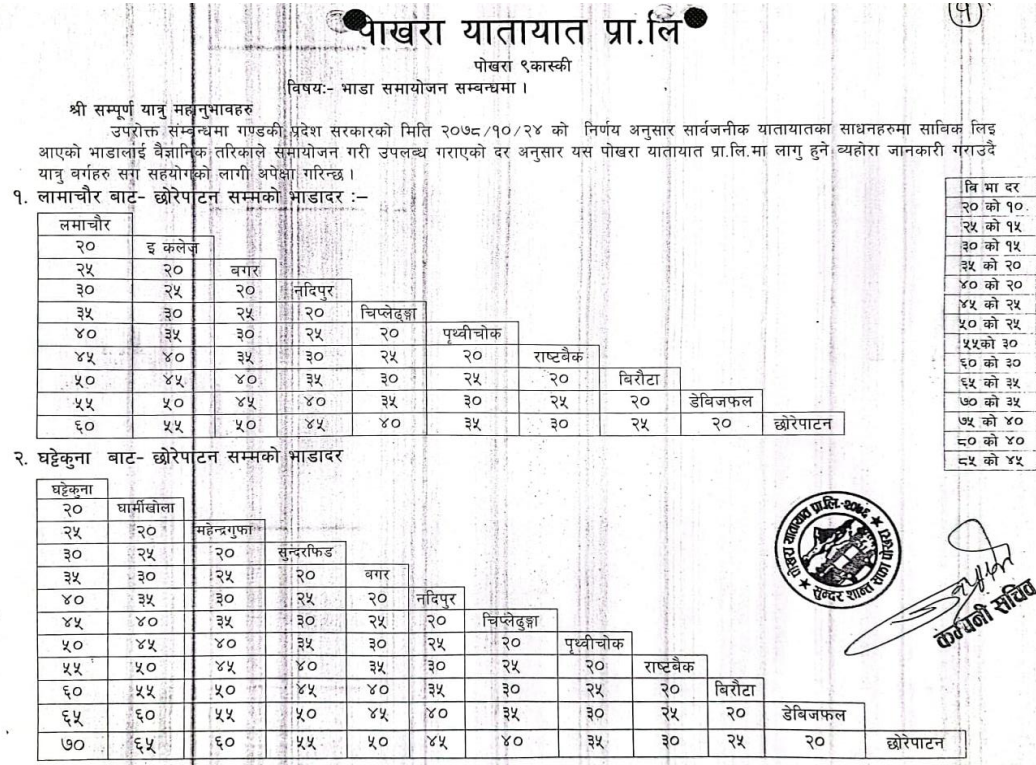 (१)
पोखरा यातायात प्रा.लि
पोखरा ९कास्की
विषयः- भाडा समायोजन सम्बन्धमा ।
श्री सम्पूर्ण यात्रु महानुभावहरु
उपरोक्त सम्बन्धमा गण्डकी प्रदेश सरकारको मिति २०७८/१०/२४ को निर्णय अनुसार सार्वजनीक यातायातका साधनहरुमा साविक लिइ
आएको भाडालाई बैज्ञानिक तरिकाले समायोजन गरी उपलब्ध गराएको दर अनुसार यस पोखरा यातायात प्रा.लि.मा लागु हुने व्यहोरा जानकारी गराउदै
यात्रु बर्गहरु संग सहयोगको लागी अपेक्षा गरिन्छ ।
१. लामाचौर बाट- छोरेपाटन सम्मको भाडादर :–
लमाचौर
२० इ कलेज
२५ २० बगर
३० २५ २० नदिपुर
३५ ३० २५ २० चिप्लेढुङ्गा
४० ३५ ३० २५ २० पृथ्वीचोक
४५ ४० ३५ ३० २५ २० राष्टबैक
५० ४५ ४० ३५ ३० २५ २० बिरौटा
५५ ५० ४५ ४० ३५ ३० २५ २० डेबिजफल
६० ५५ ५० ४५ ४० ३५ ३० २५ २० छोरेपाटन
बि भा दर
२० को १०
२५ को १५
३० को १५
३५ को २०
४० को २०
४५ को २५
५० को २५
५५को ३०
६० को ३०
६५ को ३५
७० को ३५
७५ को ४०
८० को ४०
८५ को ४५
२. घट्टेकुना बाट- छोरेपाटन सम्मको भाडादर
घट्टेकुना
२० घार्मीखोला
२५ २० महेन्द्रगुफा
३० २५ २० सुन्दरफिड
३५ ३० २५ २० बगर
४० ३५ ३० २५ २० नदिपुर
४५ ४० ३५ ३० २५ २० चिप्लेढुङ्गा
५० ४५ ४० ३५ ३० २५ २० पृथ्वीचोक
५५ ५० ४५ ४० ३५ ३० २५ २० राष्टबैक
६० ५५ ५० ४५ ४० ३५ ३० २५ २० बिरौटा
६५ ६० ५५ ५० ४५ ४० ३५ ३० २५ २० डेबिजफल
७० ६५ ६० ५५ ५० ४५ ४० ३५ ३० २५ २० छोरेपाटन
पोखरा यातायात प्रा.लि.-२०५६
सुन्दर शान्त
कम्पनी सचिव